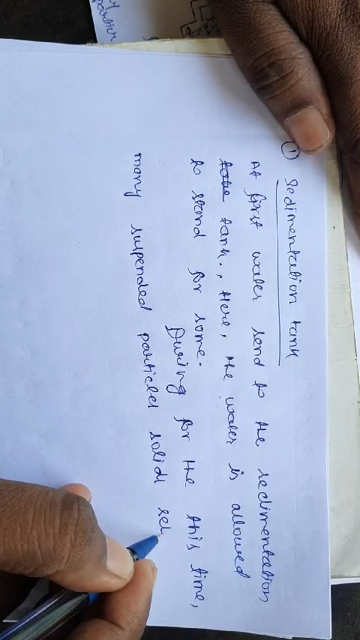 ① Sedimentation tank
At first water send to the sedimentation
tank., Here, the water is allowed
to stand for some. During for the this time,
many suspended particles solids set